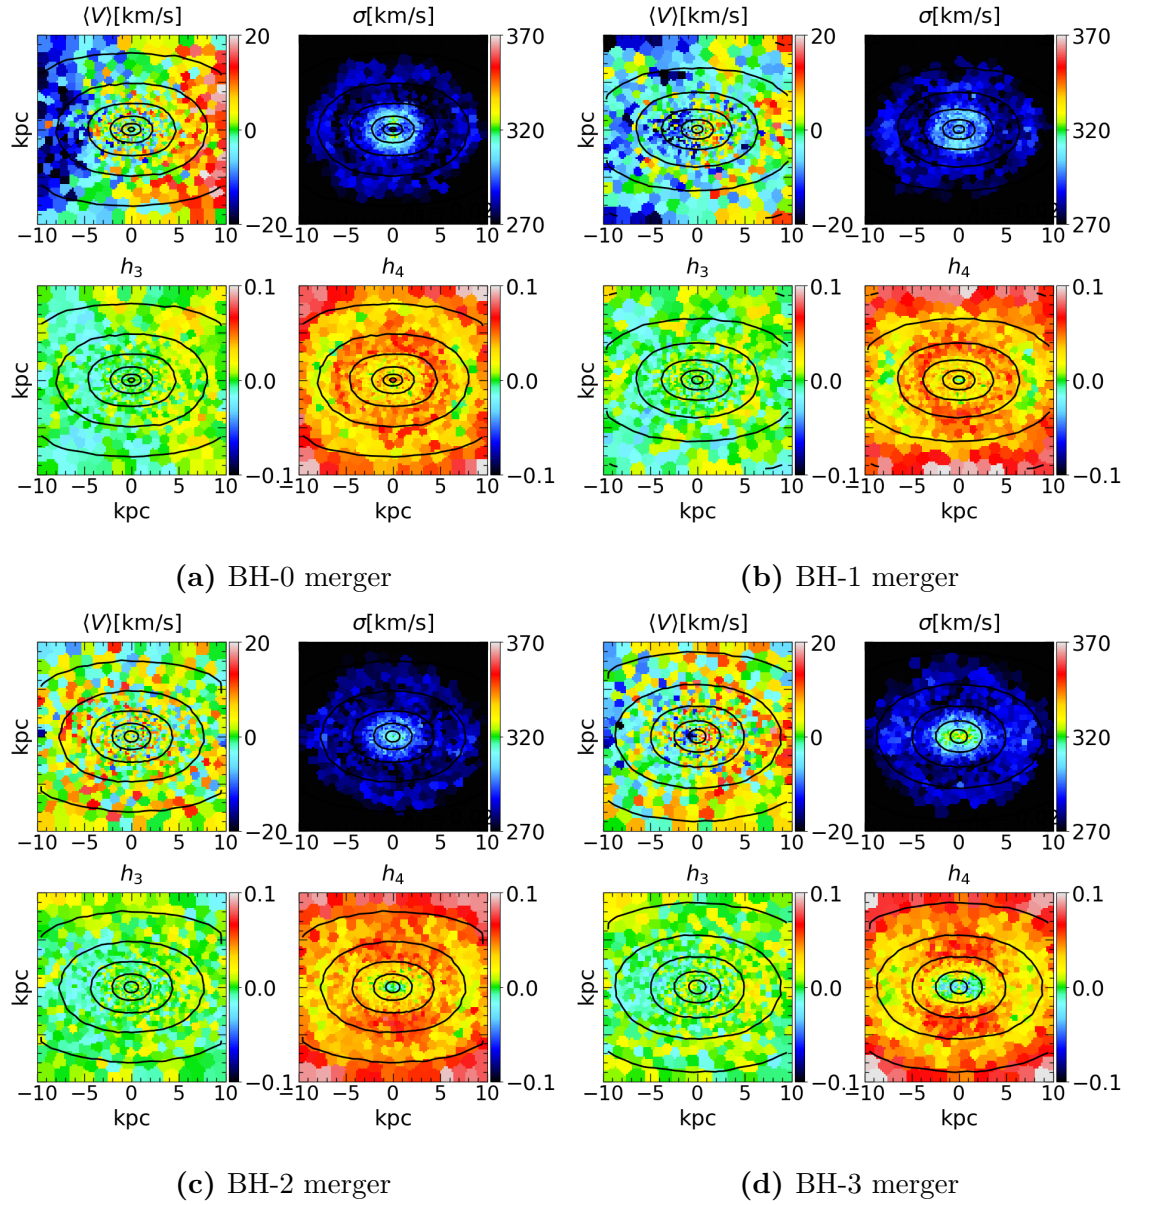 ⟨V⟩[km/s] σ[km/s] ⟨V⟩[km/s] σ[km/s]
20 370 20 370
kpc 0 320 kpc 0 320
−20 270 −20 270
−10 −5 0 5 10 −10 −5 0 5 10 −10 −5 0 5 10 −10 −5 0 5 10
h3 h4 h3 h4
0.1 0.1 0.1 0.1
kpc 0.0 0.0 kpc 0.0 0.0
−0.1 −0.1 −0.1 −0.1
−10 −5 0 5 10 −10 −5 0 5 10 −10 −5 0 5 10 −10 −5 0 5 10
kpc kpc kpc kpc
(a) BH-0 merger (b) BH-1 merger
⟨V⟩[km/s] σ[km/s] ⟨V⟩[km/s] σ[km/s]
20 370 20 370
kpc 0 320 kpc 0 320
−20 270 −20 270
−10 −5 0 5 10 −10 −5 0 5 10 −10 −5 0 5 10 −10 −5 0 5 10
h3 h4 h3 h4
0.1 0.1 0.1 0.1
kpc 0.0 0.0 kpc 0.0 0.0
−0.1 −0.1 −0.1 −0.1
−10 −5 0 5 10 −10 −5 0 5 10 −10 −5 0 5 10 −10 −5 0 5 10
kpc kpc kpc kpc
(c) BH-2 merger (d) BH-3 merger